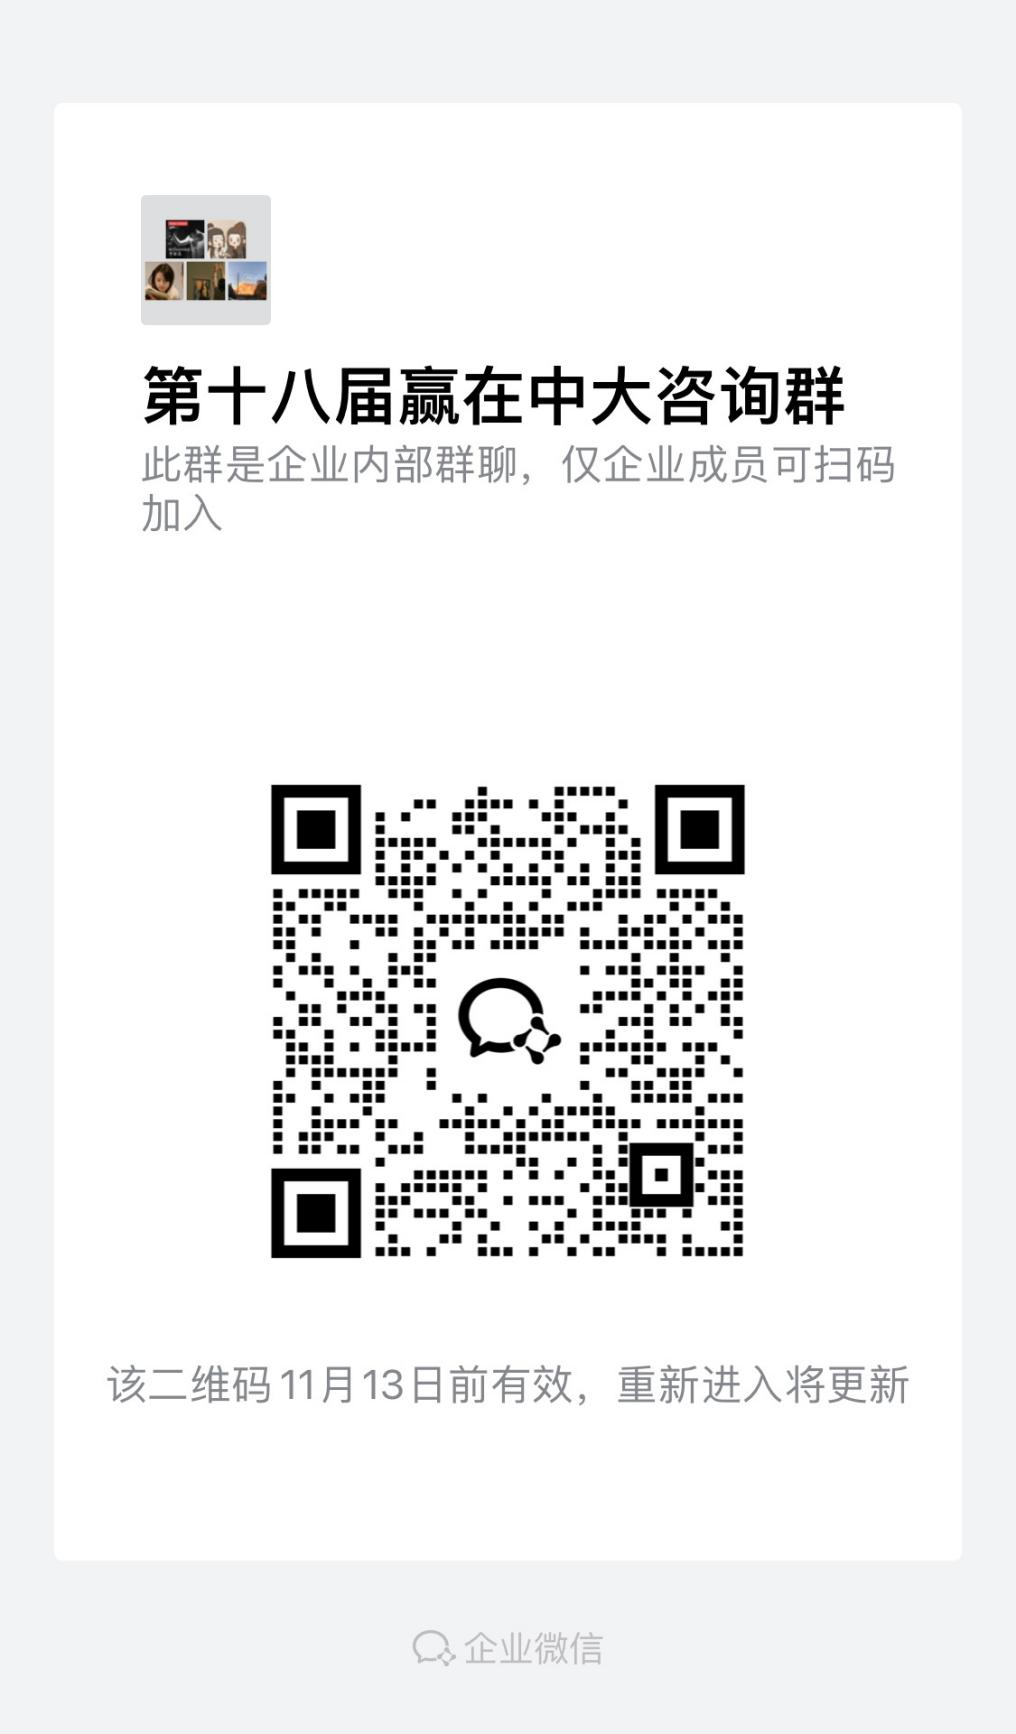 第十八届赢在中大咨询群
此群是企业内部群聊，仅企业成员可扫码
加入
该二维码11月13日前有效，重新进入将更新
企业微信